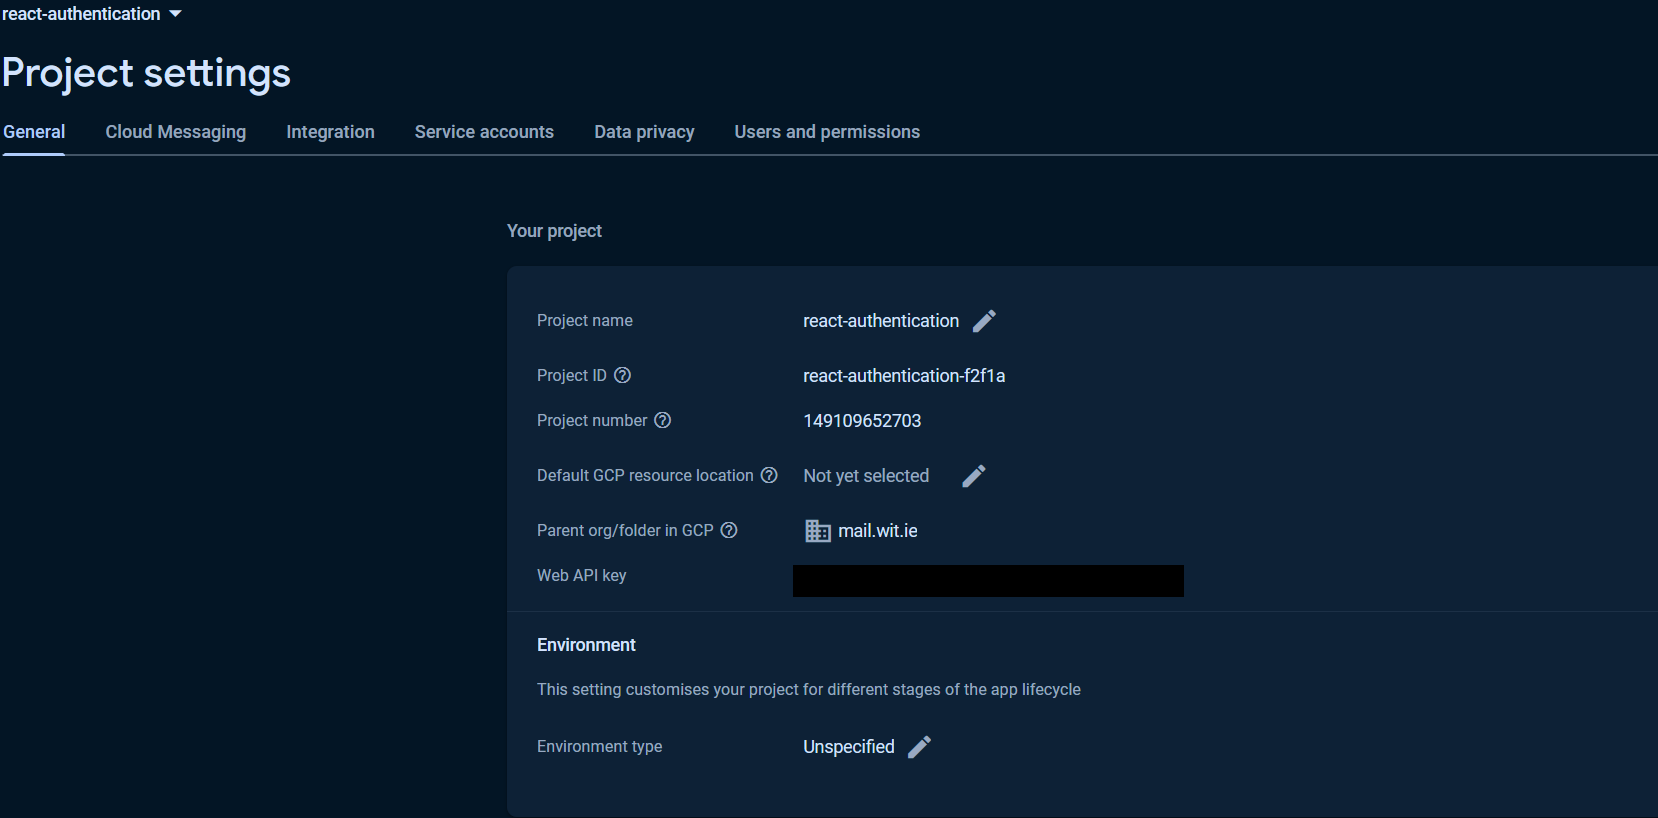 react-authentication
Project settings
General Cloud Messaging Integration Service accounts Data privacy Users and permissions
Your project
Project name react-authentication
Project ID react-authentication-f2f1a
Project number 149109652703
Default GCP resource location Not yet selected
Parent org/folder in GCP mail.wit.ie
Web API key
Environment
This setting customises your project for different stages of the app lifecycle
Environment type Unspecified